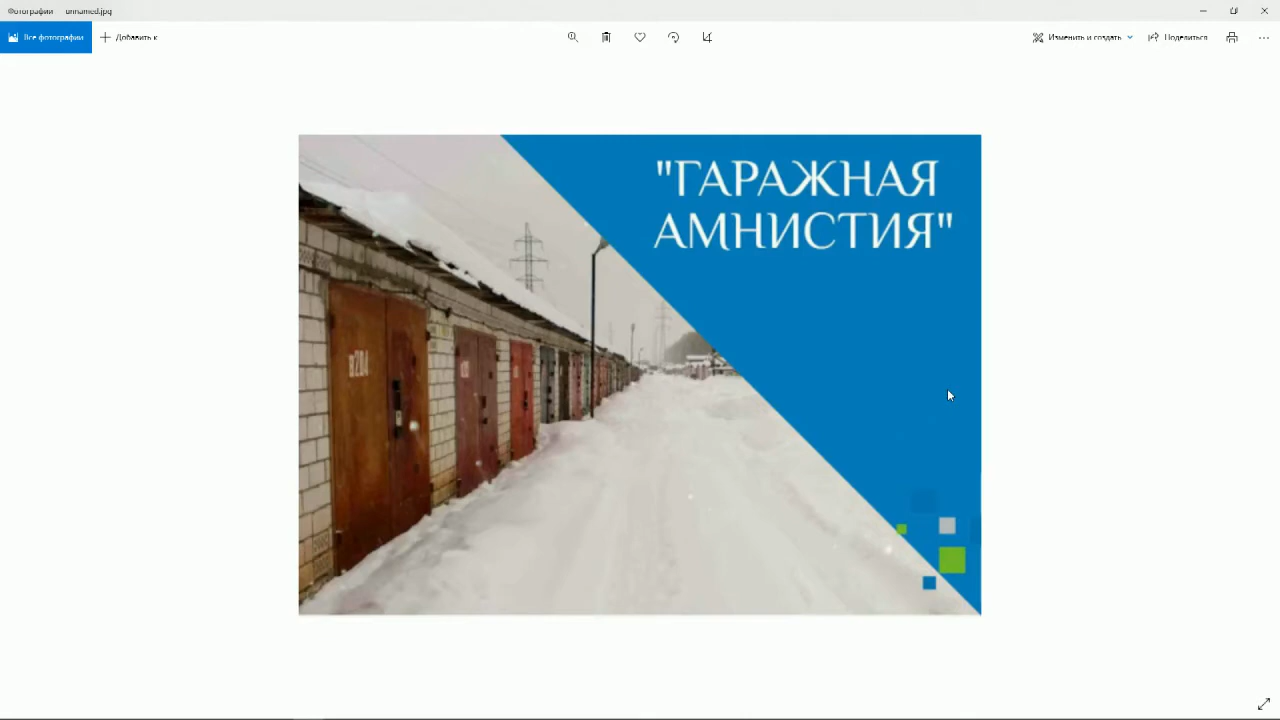 Фотографии - unnamed.jpg
Все фотографии
Добавить к
Изменить и создать
Поделиться
"ГАРАЖНАЯ
АМНИСТИЯ"